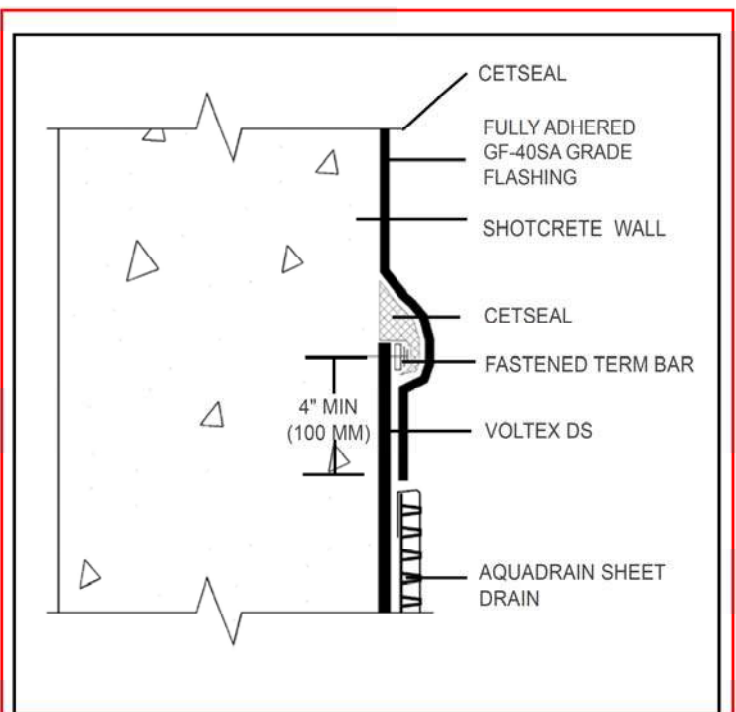 CETSEAL
FULLY ADHERED
GF-40SA GRADE
FLASHING
SHOTCRETE WALL
CETSEAL
FASTENED TERM BAR
4" MIN
(100 MM)
VOLTEX DS
AQUADRAIN SHEET
DRAIN